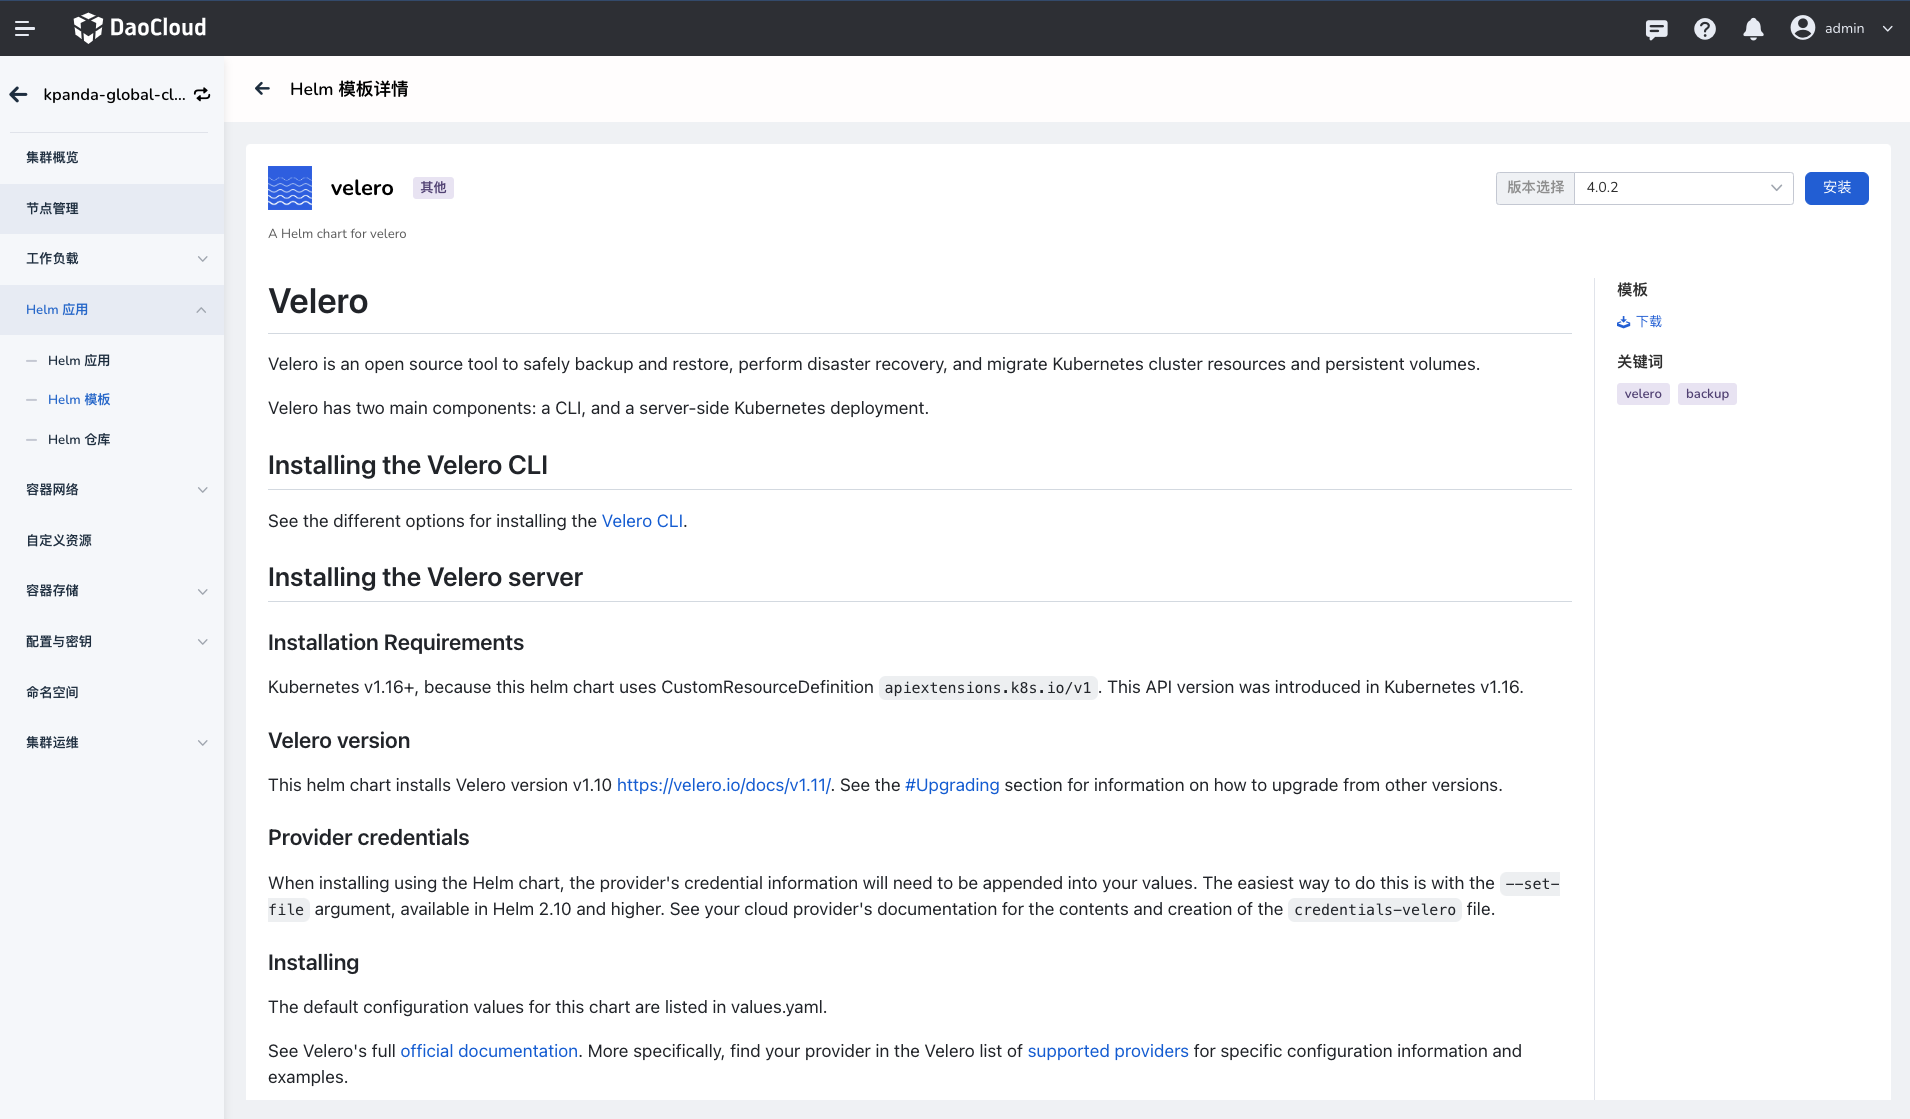 DaoCloud
admin
kpanda-global-cl...
集群概览
节点管理
工作负载
Helm 应用
Helm 应用
Helm 模板
Helm 仓库
容器网络
自定义资源
容器存储
配置与密钥
命名空间
集群运维
Helm 模板详情
velero 其他
版本选择 4.0.2 安装
A Helm chart for velero
Velero
Velero is an open source tool to safely backup and restore, perform disaster recovery, and migrate Kubernetes cluster resources and persistent volumes.
Velero has two main components: a CLI, and a server-side Kubernetes deployment.
Installing the Velero CLI
See the different options for installing the Velero CLI.
Installing the Velero server
Installation Requirements
Kubernetes v1.16+, because this helm chart uses CustomResourceDefinition apiextensions.k8s.io/v1. This API version was introduced in Kubernetes v1.16.
Velero version
This helm chart installs Velero version v1.10 https://velero.io/docs/v1.11/. See the #Upgrading section for information on how to upgrade from other versions.
Provider credentials
When installing using the Helm chart, the provider's credential information will need to be appended into your values. The easiest way to do this is with the --set-
file argument, available in Helm 2.10 and higher. See your cloud provider's documentation for the contents and creation of the credentials-velero file.
Installing
The default configuration values for this chart are listed in values.yaml.
See Velero's full official documentation. More specifically, find your provider in the Velero list of supported providers for specific configuration information and
examples.
模板
下载
关键词
velero backup